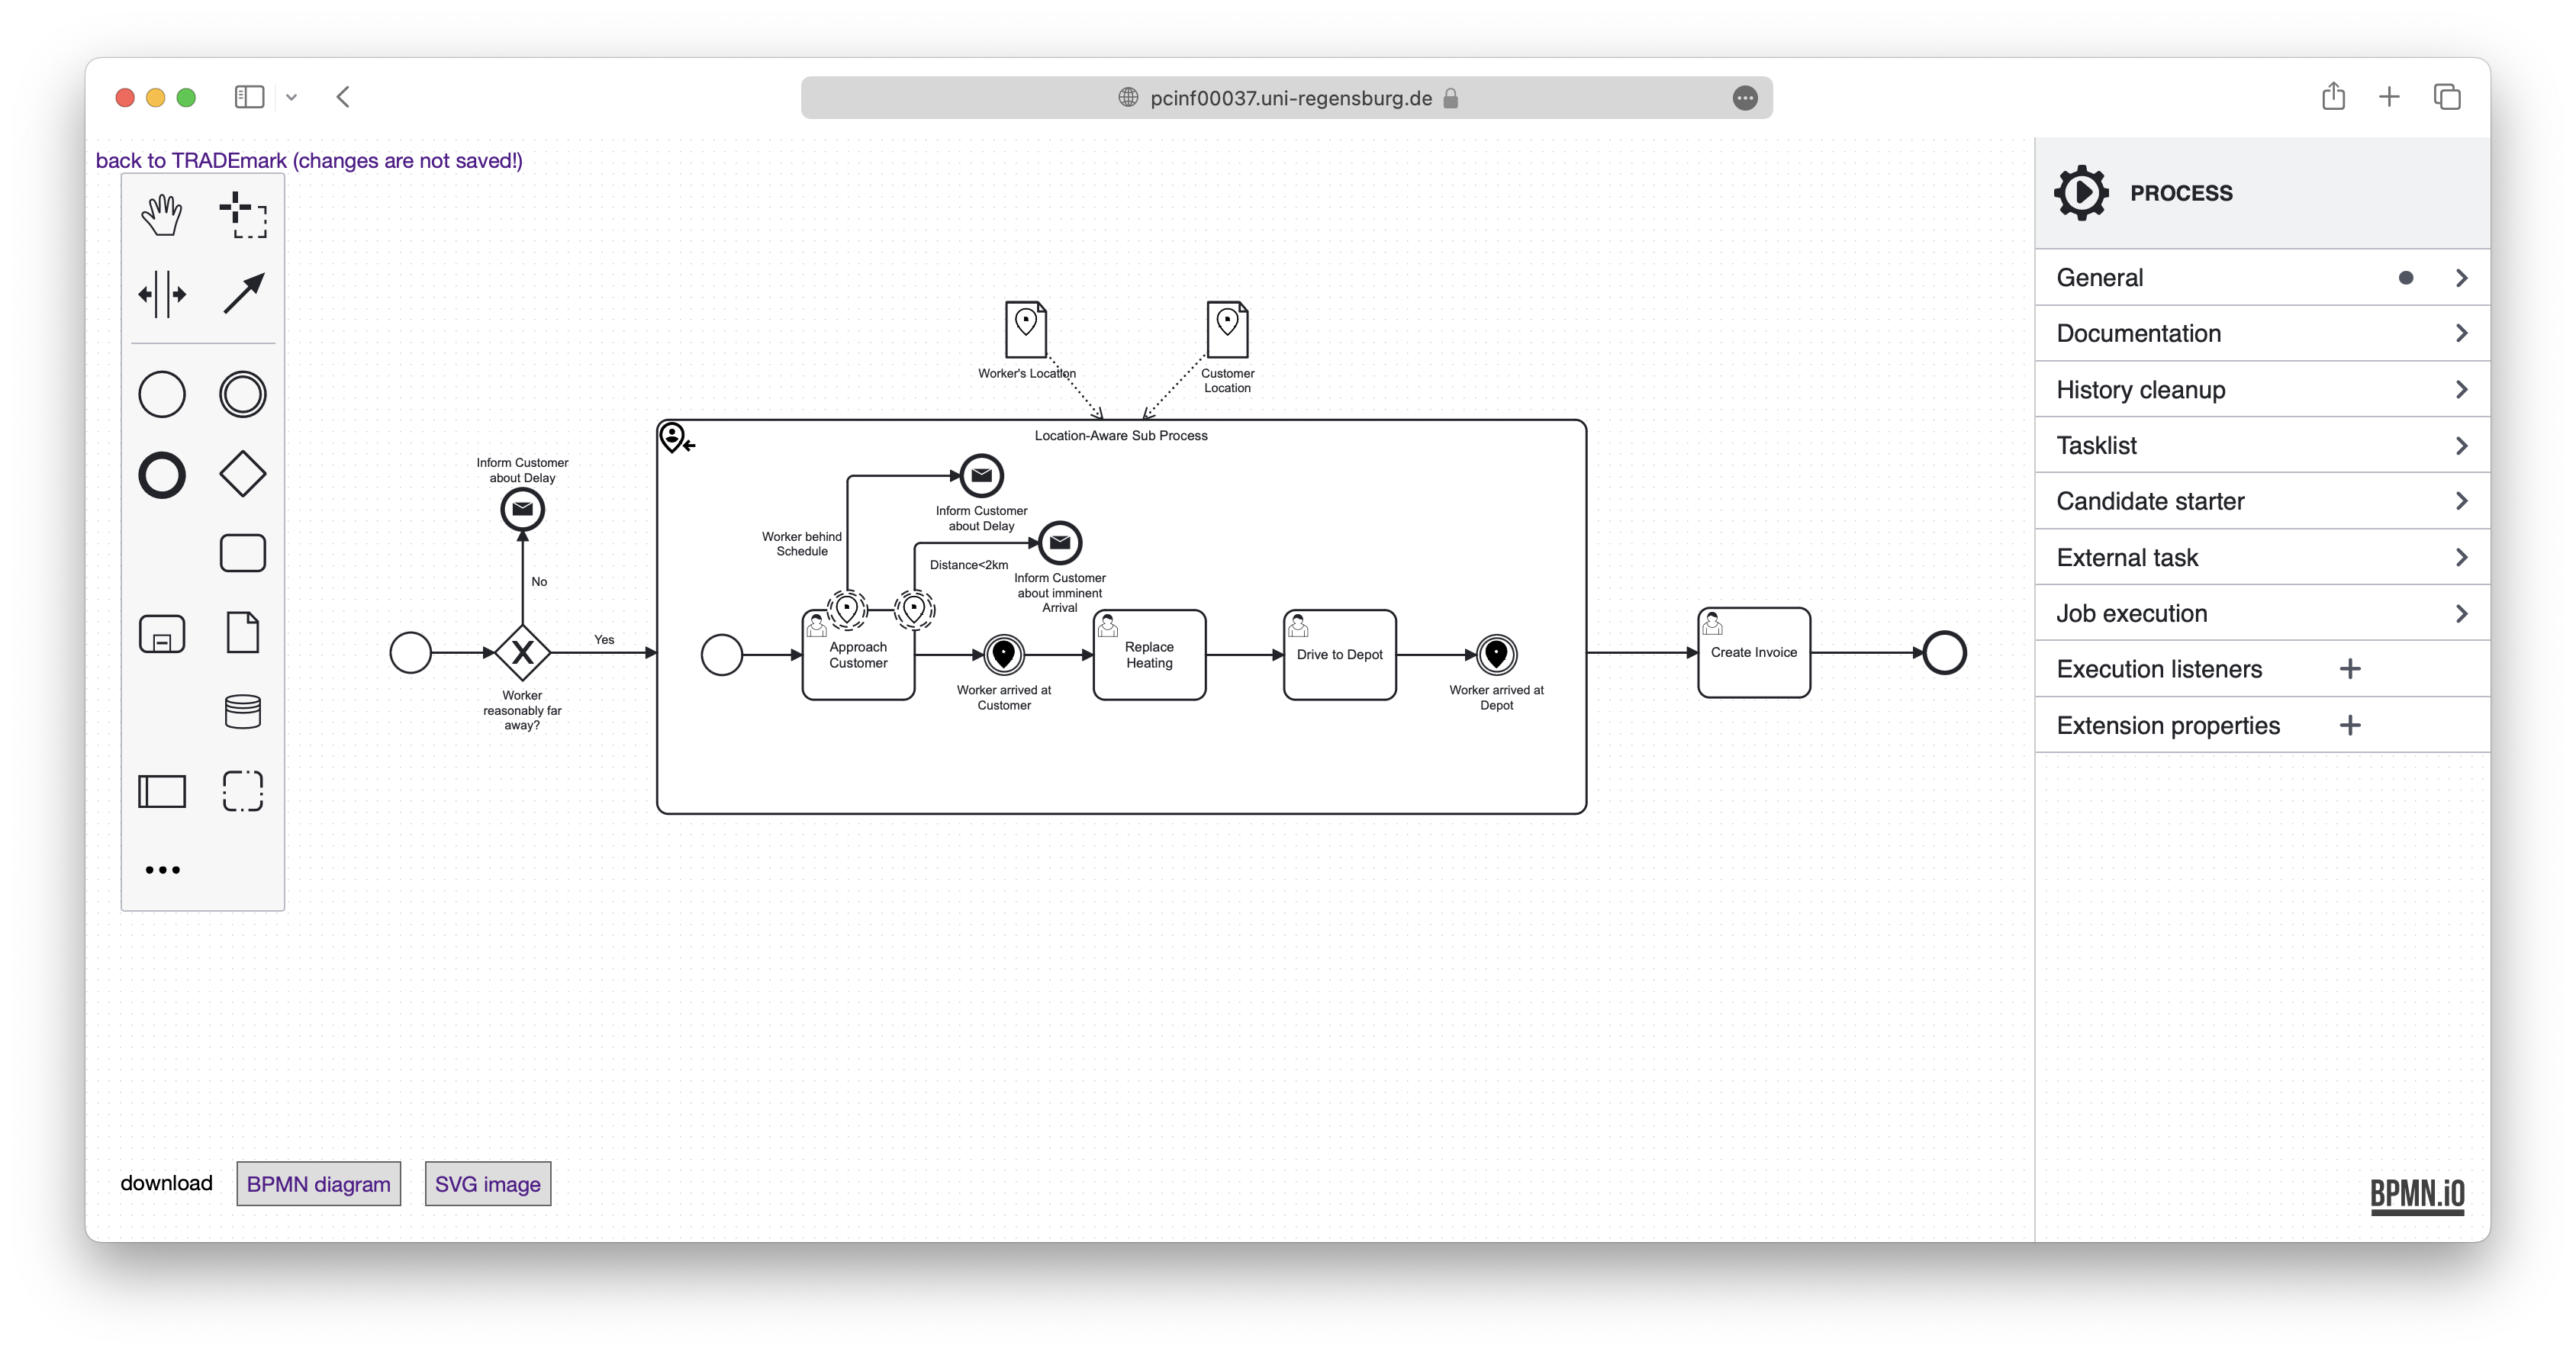 pcinf00037.uni-regensburg.de
back to TRADEmark (changes are not saved!)
PROCESS
General
Documentation
History cleanup
Tasklist
Candidate starter
External task
Job execution
Execution listeners
Extension properties
Worker's Location
Customer
Location
Location-Aware Sub Process
Inform Customer
about Delay
No
Yes
X
Worker
reasonably far
away?
Inform Customer
about Delay
Worker behind
Schedule
Distance<2km
Inform Customer
about imminent
Arrival
Approach
Customer
Worker arrived at
Customer
Replace
Heating
Drive to Depot
Worker arrived at
Depot
Create Invoice
download
BPMN diagram
SVG image
BPMN.iO